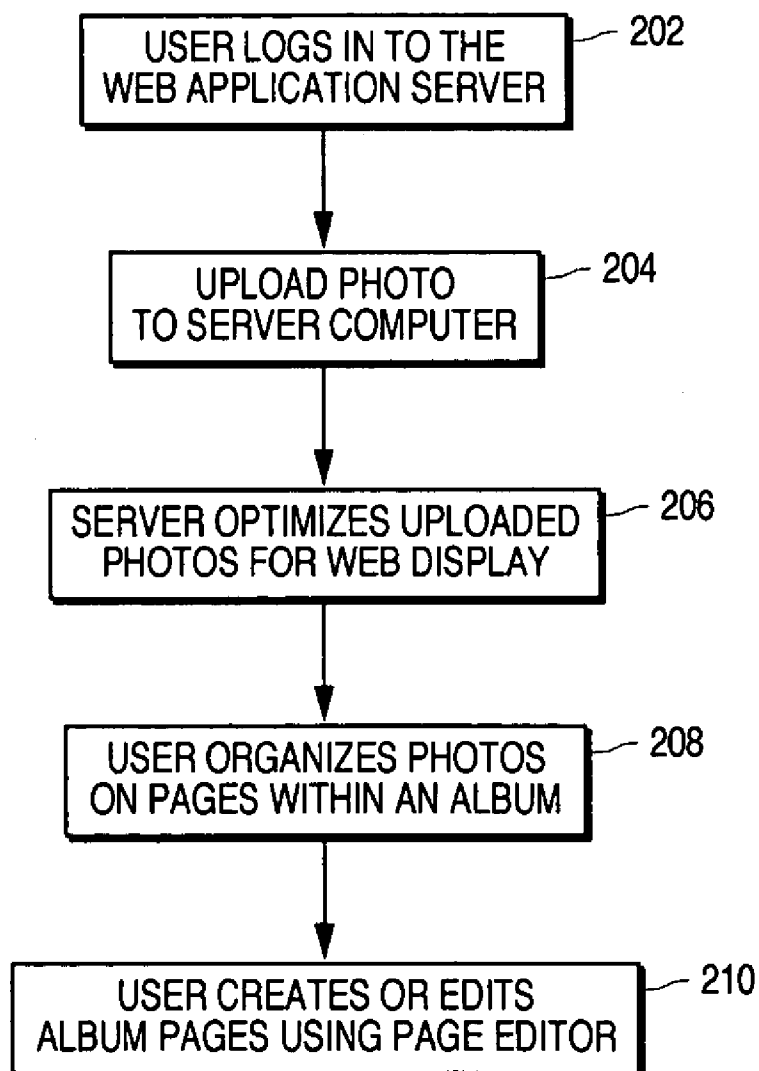 USER LOGS IN TO THE
WEB APPLICATION SERVER
202
UPLOAD PHOTO
TO SERVER COMPUTER
204
SERVER OPTIMIZES UPLOADED
PHOTOS FOR WEB DISPLAY
206
USER ORGANIZES PHOTOS
ON PAGES WITHIN AN ALBUM
208
USER CREATES OR EDITS
ALBUM PAGES USING PAGE EDITOR
210